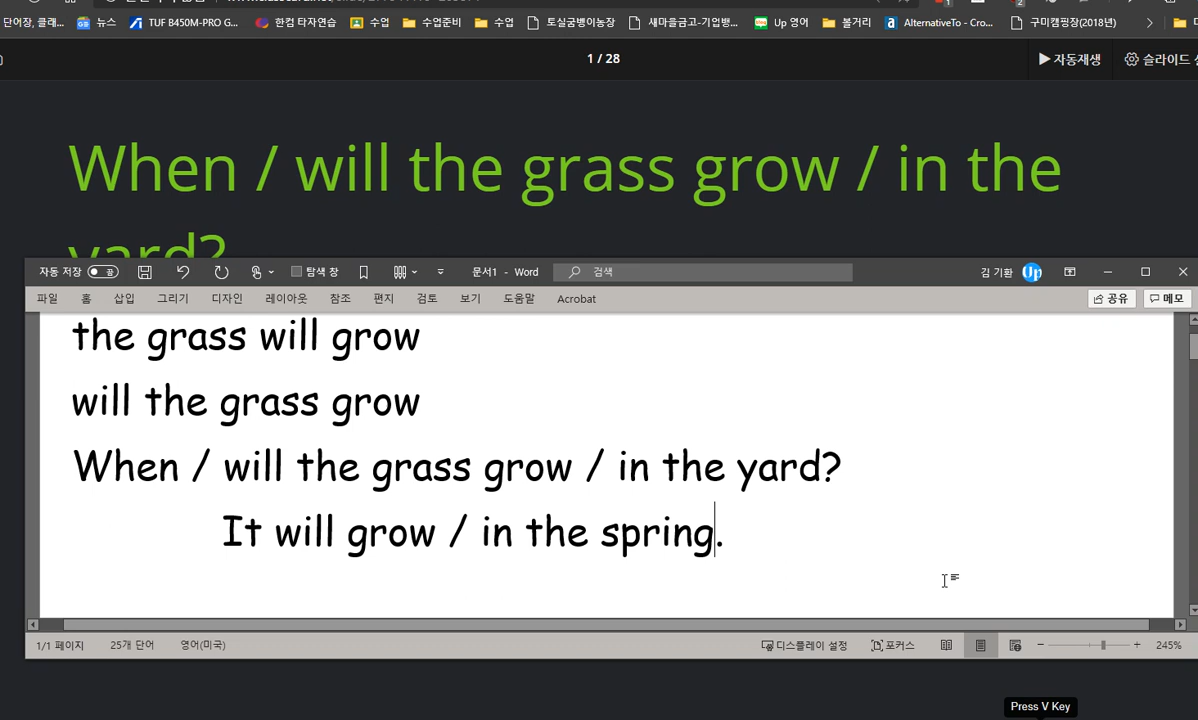 단어장, 클래... 뉴스 TUF B450M-PRO G... 한컴 타자연습 수업 수업준비 수업 토실굼뱅이농장 새마을금고-기업방... Up 영어 볼거리 AlternativeTo - Cro... 구미캠핑장(2018년)
1 / 28 자동재생 슬라이드
When / will the grass grow / in the
yard?
자동 저장 끔 탐색 창 문서1 - Word 검색 김 기환 Up
파일 홈 삽입 그리기 디자인 레이아웃 참조 편지 검토 보기 도움말 Acrobat 공유 메모
the grass will grow
will the grass grow
When / will the grass grow / in the yard?
It will grow / in the spring.
1/1 페이지 25개 단어 영어(미국) 디스플레이 설정 포커스 245%
Press V Key